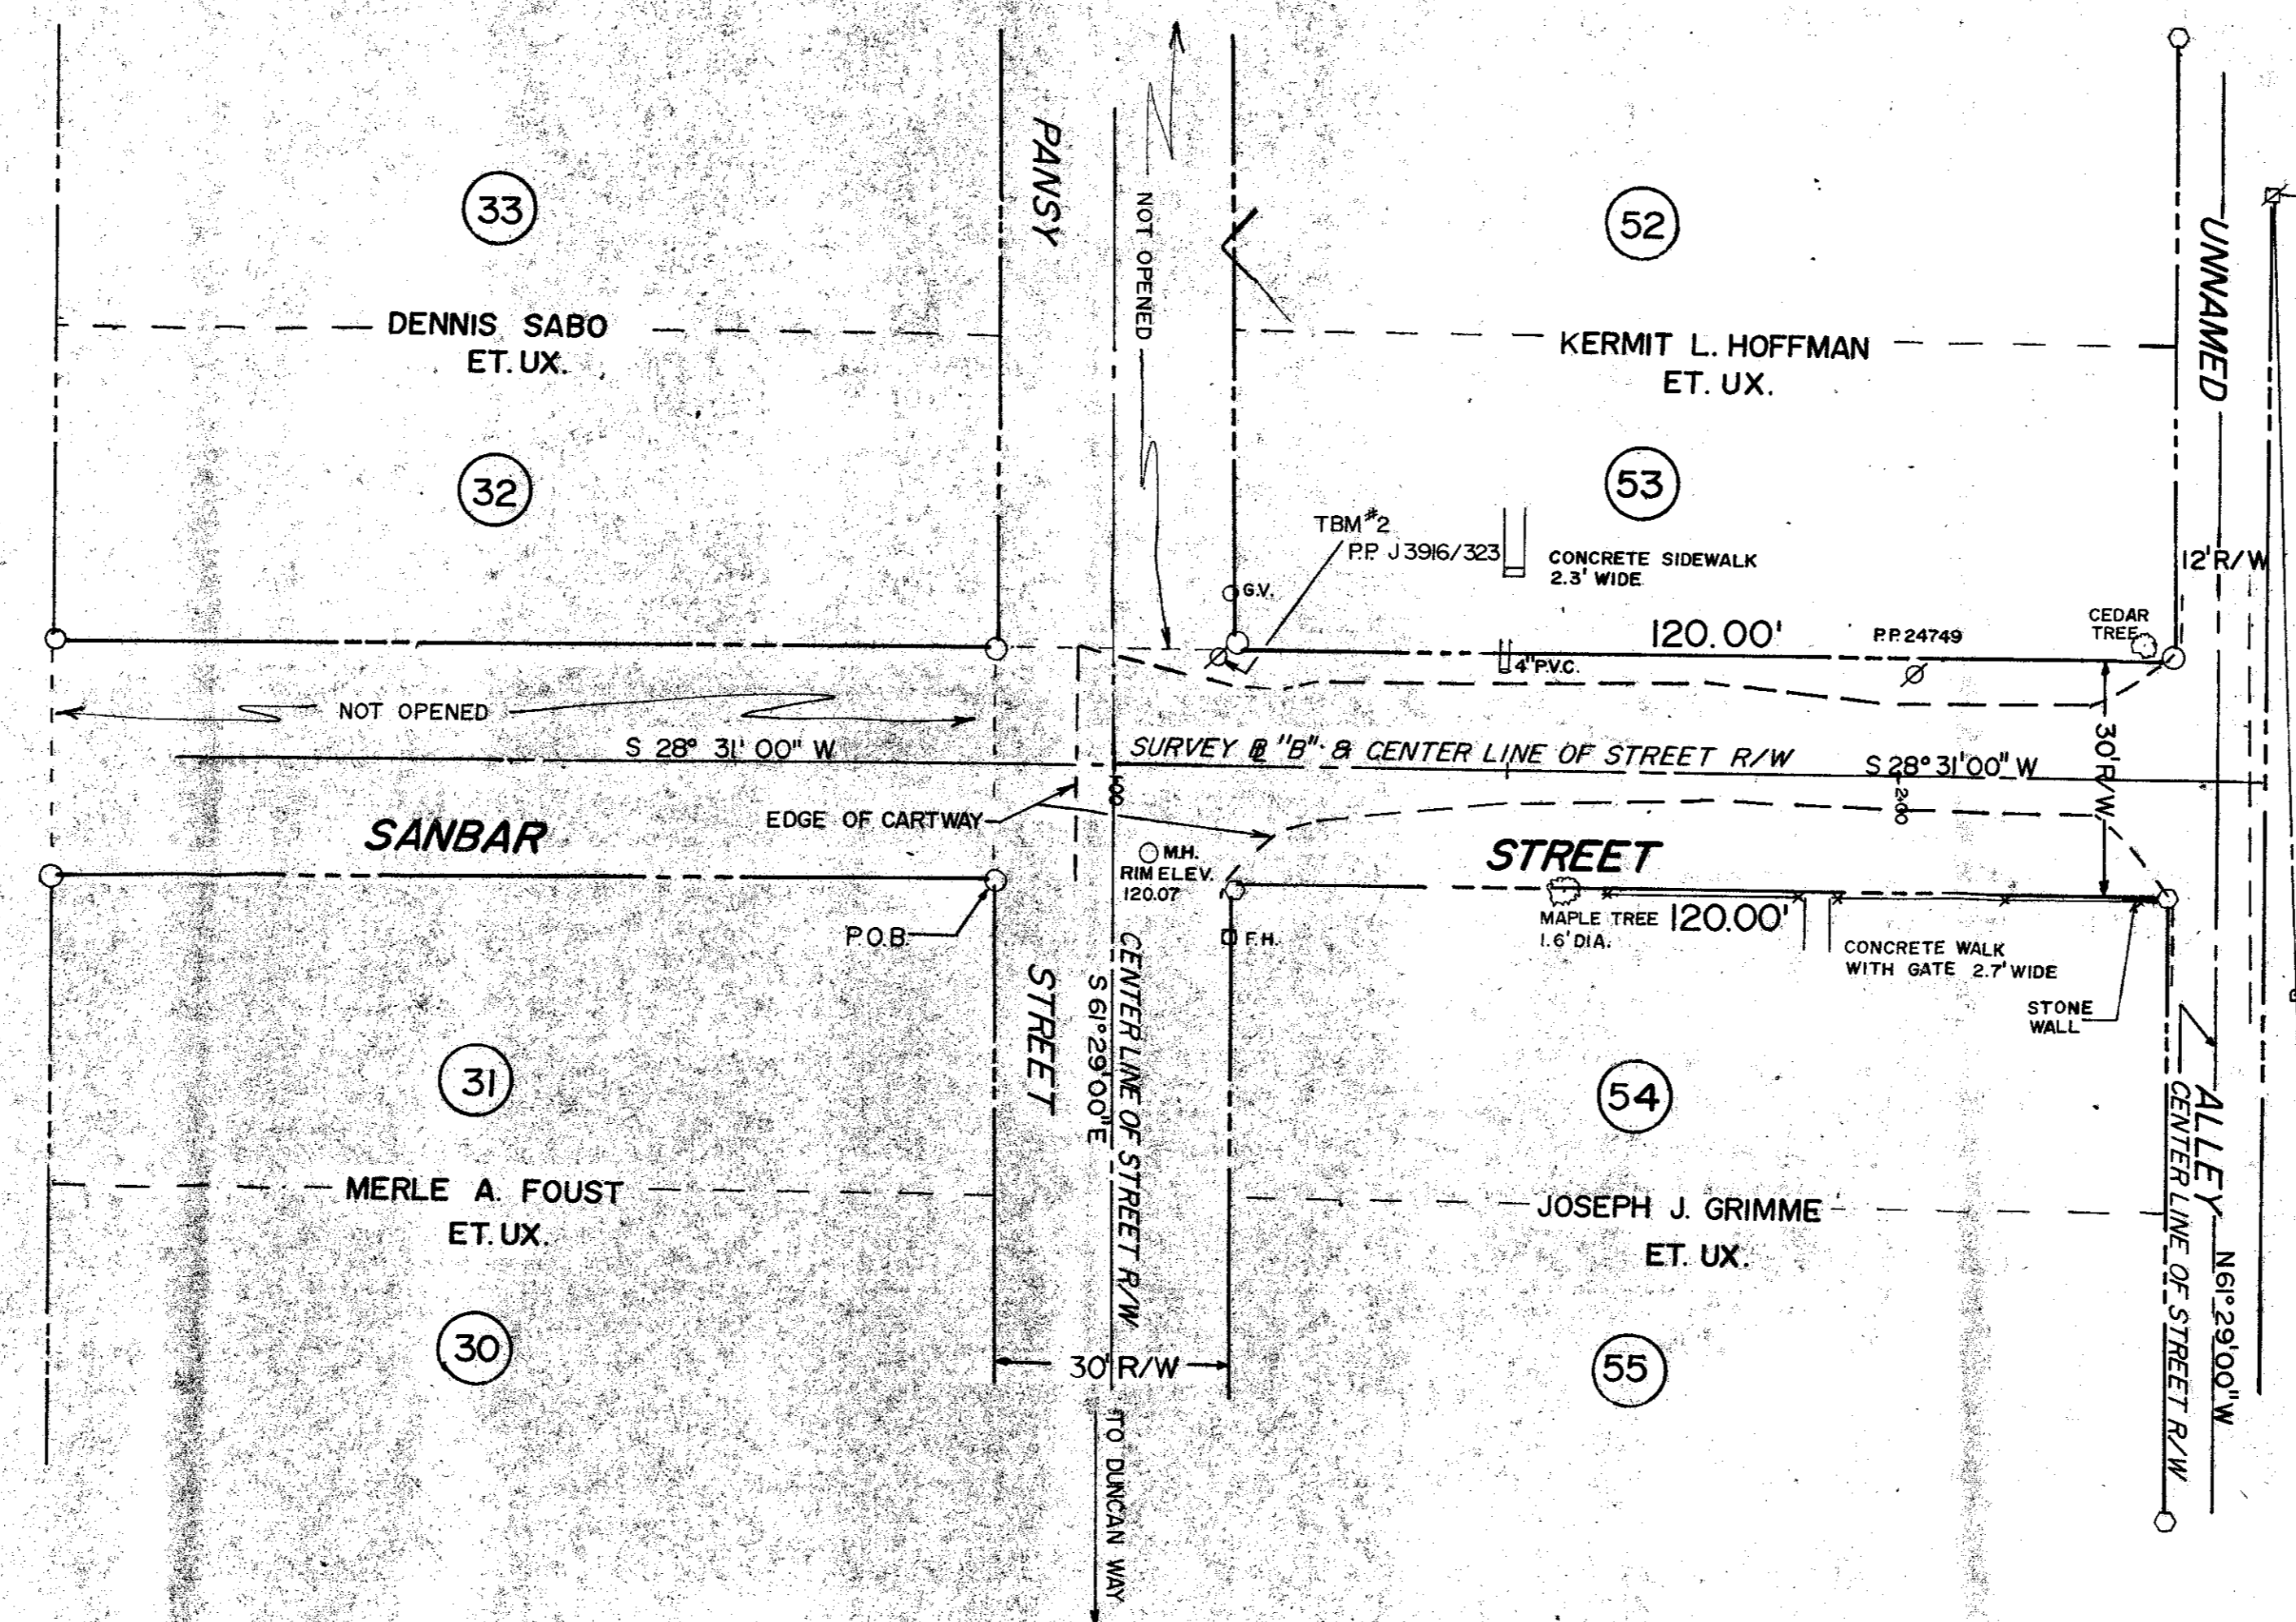 33
DENNIS SABO
ET. UX.
32
PANSY
NOT OPENED
52
KERMIT L. HOFFMAN
ET. UX.
53
UNNAMED
12' R/W
TBM #2
P.P. J3916/323
CONCRETE SIDEWALK
2.3' WIDE
G.V.
120.00'
P.P. 24749
CEDAR
TREE
4" P.V.C.
NOT OPENED
S 28° 31' 00" W
SURVEY ℄ "B" & CENTER LINE OF STREET R/W
S 28° 31' 00" W
30' R/W
1+00
2+00
EDGE OF CARTWAY
SANBAR
STREET
M.H.
RIM ELEV.
120.07
P.O.B.
F.H.
MAPLE TREE
1.6' DIA.
120.00'
CONCRETE WALK
WITH GATE 2.7' WIDE
STONE
WALL
STREET
S 61° 29' 00" E
CENTER LINE OF STREET R/W
31
MERLE A. FOUST
ET. UX.
30
54
JOSEPH J. GRIMME
ET. UX.
55
ALLEY
CENTER LINE OF STREET R/W
N 61° 29' 00" W
30' R/W
TO DUNCAN WAY